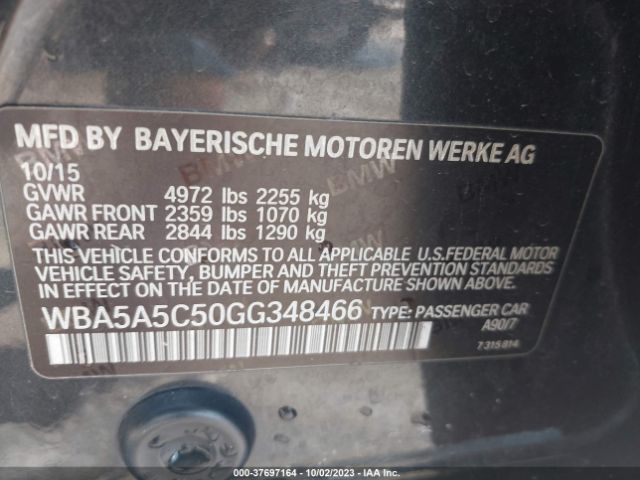 MFD BY BAYERISCHE MOTOREN WERKE AG
10/15
GVWR 4972 lbs 2255 kg
GAWR FRONT 2359 lbs 1070 kg
GAWR REAR 2844 lbs 1290 kg
THIS VEHICLE CONFORMS TO ALL APPLICABLE U.S.FEDERAL MOTOR
VEHICLE SAFETY, BUMPER AND THEFT PREVENTION STANDARDS
IN EFFECT ON THE DATE OF MANUFACTURE SHOWN ABOVE
WBA5A5C50GG348466 TYPE: PASSENGER CAR
A90/7
7315814
000-37697164 - 10/02/2023 - IAA Inc.